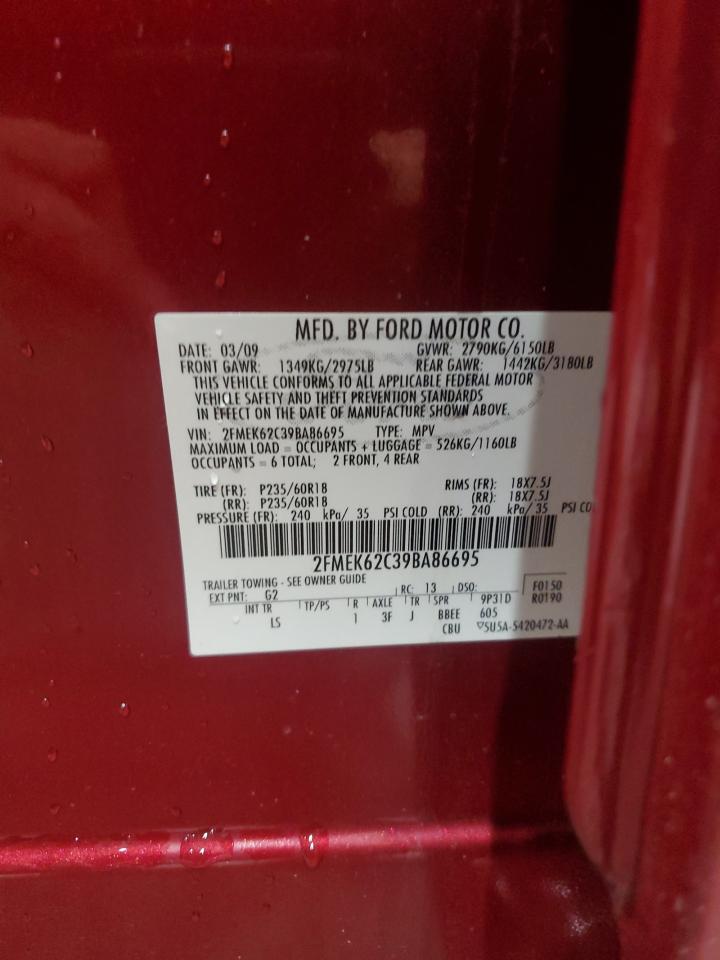 MFD. BY FORD MOTOR CO.
DATE: 03/09 GVWR: 2790KG/6150LB
FRONT GAWR: 1349KG/2975LB REAR GAWR: 1442KG/3180LB
THIS VEHICLE CONFORMS TO ALL APPLICABLE FEDERAL MOTOR
VEHICLE SAFETY AND THEFT PREVENTION STANDARDS
IN EFFECT ON THE DATE OF MANUFACTURE SHOWN ABOVE.
VIN: 2FMEK62C39BA86695 TYPE: MPV
MAXIMUM LOAD = OCCUPANTS + LUGGAGE = 526KG/1160LB
OCCUPANTS = 6 TOTAL; 2 FRONT, 4 REAR
TIRE (FR): P235/60R18 RIMS (FR): 18X7.5J
(RR): P235/60R18 (RR): 18X7.5J
PRESSURE (FR): 240 kPa/ 35 PSI COLD (RR): 240 kPa/ 35 PSI CO
2FMEK62C39BA86695
TRAILER TOWING - SEE OWNER GUIDE
EXT PNT: G2 RC: 13 DSO: F0150
INT TR TP/PS R AXLE TR SPR 9P31D R0190
LS 1 3F J BBEE 605
CBU ▽5U5A-5420472-AA